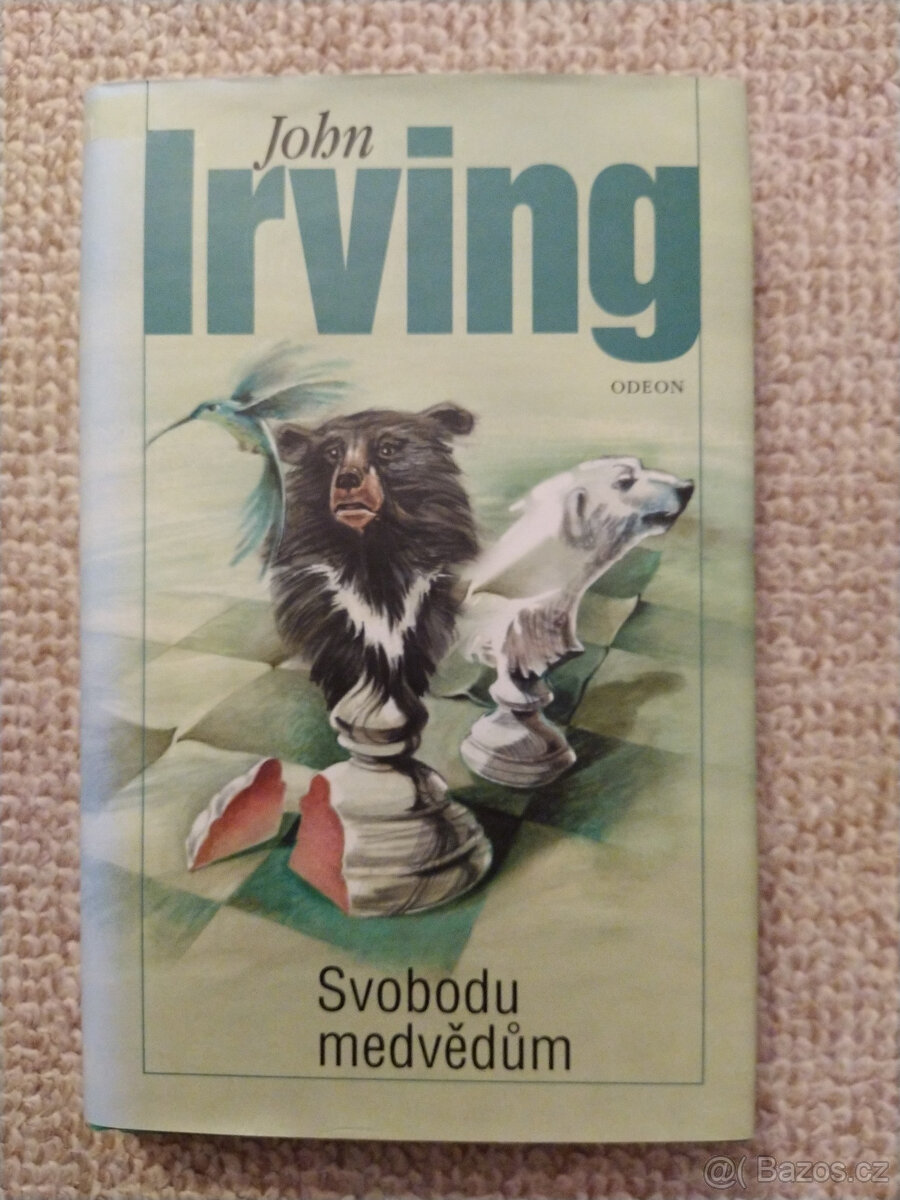 John
Irving
ODEON
Svobodu
medvědům
@( Bazos.cz